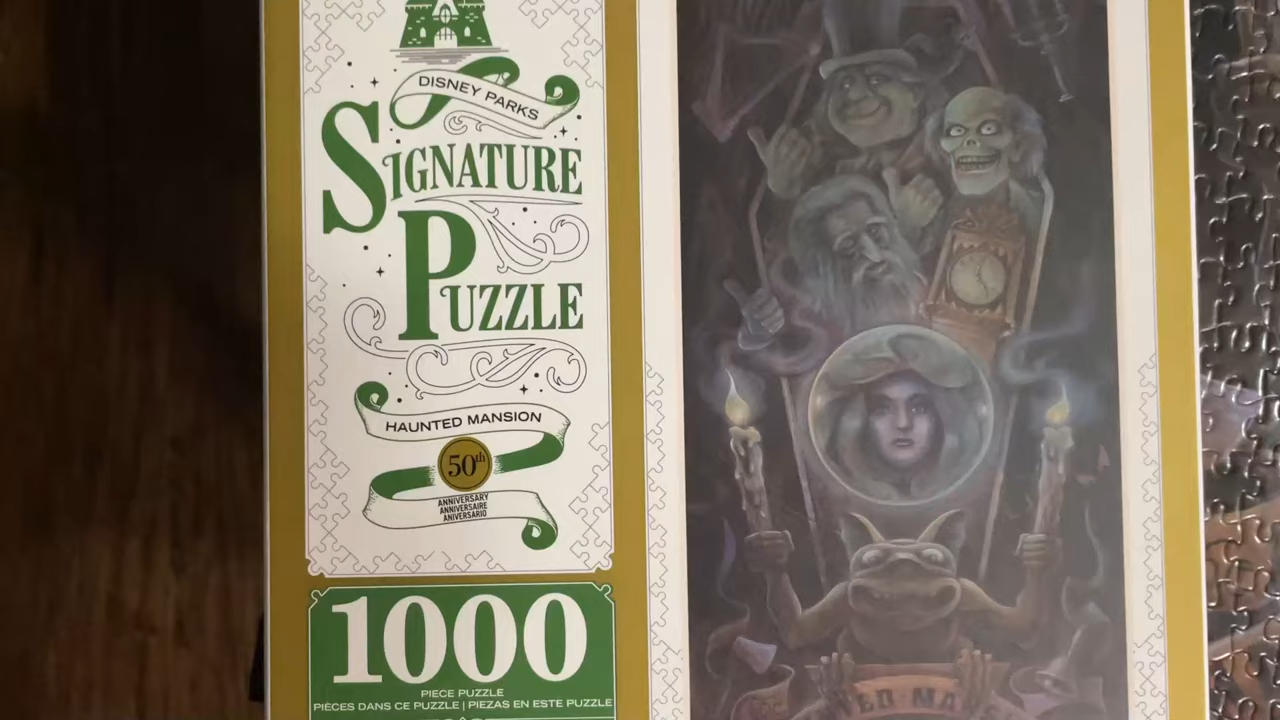 DISNEY PARKS
SIGNATURE
PUZZLE
HAUNTED MANSION
50th
ANNIVERSARY
ANNIVERSAIRE
ANIVERSARIO
1000
PIECE PUZZLE
PIÈCES DANS CE PUZZLE | PIEZAS EN ESTE PUZZLE